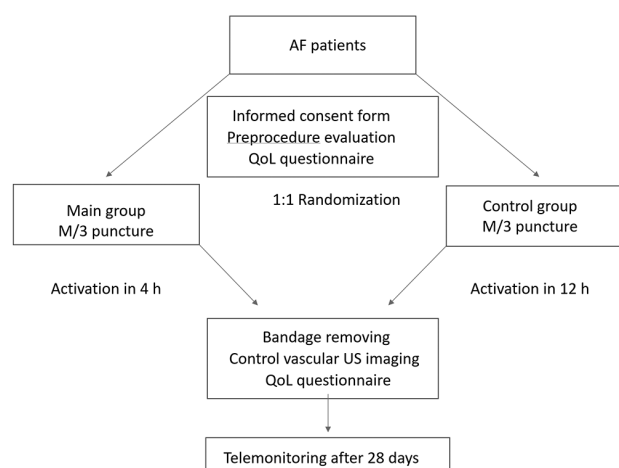 AF patients
Informed consent form
Preprocedure evaluation
QoL questionnaire
1:1 Randomization
Main group
M/3 puncture
Control group
M/3 puncture
Activation in 4 h
Activation in 12 h
Bandage removing
Control vascular US imaging
QoL questionnaire
Telemonitoring after 28 days